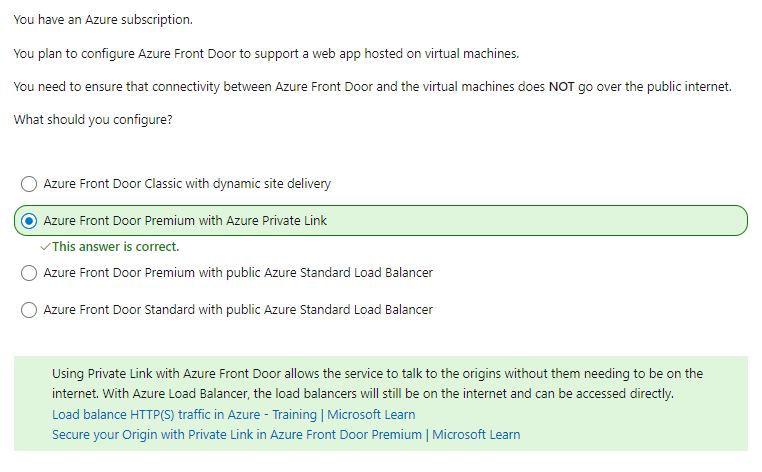 You have an Azure subscription.
You plan to configure Azure Front Door to support a web app hosted on virtual machines.
You need to ensure that connectivity between Azure Front Door and the virtual machines does NOT go over the public internet.
What should you configure?
Azure Front Door Classic with dynamic site delivery
Azure Front Door Premium with Azure Private Link
This answer is correct.
Azure Front Door Premium with public Azure Standard Load Balancer
Azure Front Door Standard with public Azure Standard Load Balancer
Using Private Link with Azure Front Door allows the service to talk to the origins without them needing to be on the
internet. With Azure Load Balancer, the load balancers will still be on the internet and can be accessed directly.
Load balance HTTP(S) traffic in Azure - Training | Microsoft Learn
Secure your Origin with Private Link in Azure Front Door Premium | Microsoft Learn